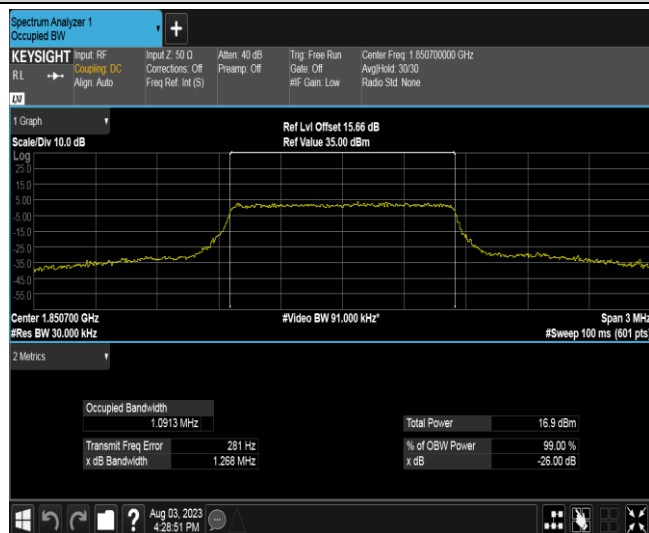 Spectrum Analyzer 1
Occupied BW
+
KEYSIGHT
RL
LXI
Input: RF
Coupling: DC
Align: Auto
Input Z: 50 Ω
Corrections: Off
Freq Ref: Int (S)
Atten: 40 dB
Preamp: Off
Trig: Free Run
Gate: Off
#IF Gain: Low
Center Freq: 1.850700000 GHz
Avg|Hold: 30/30
Radio Std: None
1 Graph
Scale/Div 10.0 dB
Ref Lvl Offset 15.66 dB
Ref Value 35.00 dBm
Log
25.0
15.0
5.00
-5.00
-15.0
-25.0
-35.0
-45.0
-55.0
Center 1.850700 GHz
#Video BW 91.000 kHz*
Span 3 MHz
#Res BW 30.000 kHz
#Sweep 100 ms (601 pts)
2 Metrics
Occupied Bandwidth
1.0913 MHz
Total Power 16.9 dBm
Transmit Freq Error 281 Hz
% of OBW Power 99.00 %
x dB Bandwidth 1.268 MHz
x dB -26.00 dB
?
Aug 03, 2023
4:28:51 PM